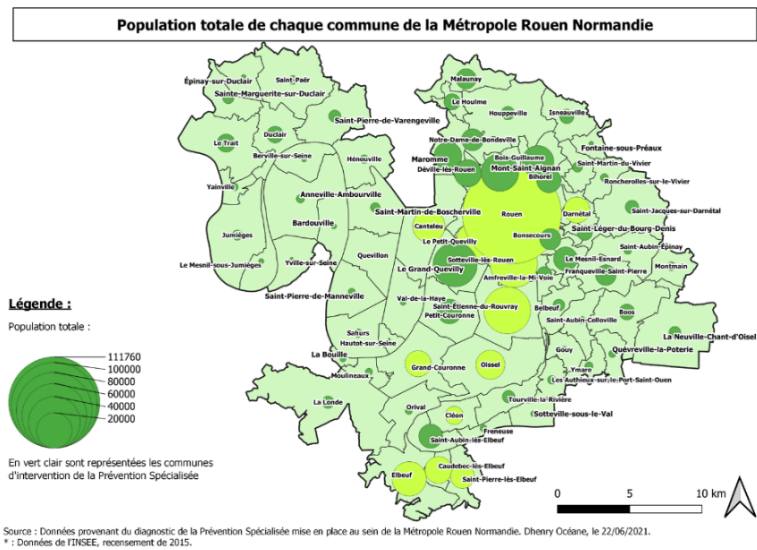 Population totale de chaque commune de la Métropole Rouen Normandie
Épinay-sur-Duclair
Saint-Paër
Sainte-Marguerite-sur-Duclair
Saint-Pierre-de-Varengeville
Duclair
Le Trait
Berville-sur-Seine
Hénouville
Yainville
Anneville-Ambourville
Saint-Martin-de-Boscherville
Bardouville
Jumièges
Quevillon
Le Mesnil-sous-Jumièges
Yville-sur-Seine
Saint-Pierre-de-Manneville
Val-de-la-Haye
Sahurs
Hautot-sur-Seine
La Bouille
Moulineaux
La Londe
Malaunay
Le Houlme
Houppeville
Isneauville
Notre-Dame-de-Bondeville
Fontaine-sous-Préaux
Maromme
Bois-Guillaume
Déville-lès-Rouen
Mont-Saint-Aignan
Saint-Martin-du-Vivier
Bihorel
Roncherolles-sur-le-Vivier
Rouen
Darnétal
Saint-Jacques-sur-Darnétal
Canteleu
Bonsecours
Saint-Léger-du-Bourg-Denis
Le Petit-Quevilly
Saint-Aubin-Épinay
Sotteville-lès-Rouen
Le Mesnil-Esnard
Le Grand-Quevilly
Amfreville-la-Mi-Voie
Franqueville-Saint-Pierre
Montmain
Saint-Étienne-du-Rouvray
Petit-Couronne
Belbeuf
Boos
Saint-Aubin-Celloville
La Neuville-Chant-d'Oisel
Gouy
Quévreville-la-Poterie
Ymare
Les Authieux-sur-le-Port-Saint-Ouen
Grand-Couronne
Oissel
Tourville-la-Rivière
Orival
Cléon
Sotteville-sous-le-Val
Freneuse
Saint-Aubin-lès-Elbeuf
Elbeuf
Caudebec-lès-Elbeuf
Saint-Pierre-lès-Elbeuf
Légende :
Population totale :
111760
100000
80000
60000
40000
20000
En vert clair sont représentées les communes
d'intervention de la Prévention Spécialisée
0 5 10 km
Source : Données provenant du diagnostic de la Prévention Spécialisée mise en place au sein de la Métropole Rouen Normandie. Dhenry Océane, le 22/06/2021.
* : Données de l'INSEE, recensement de 2015.